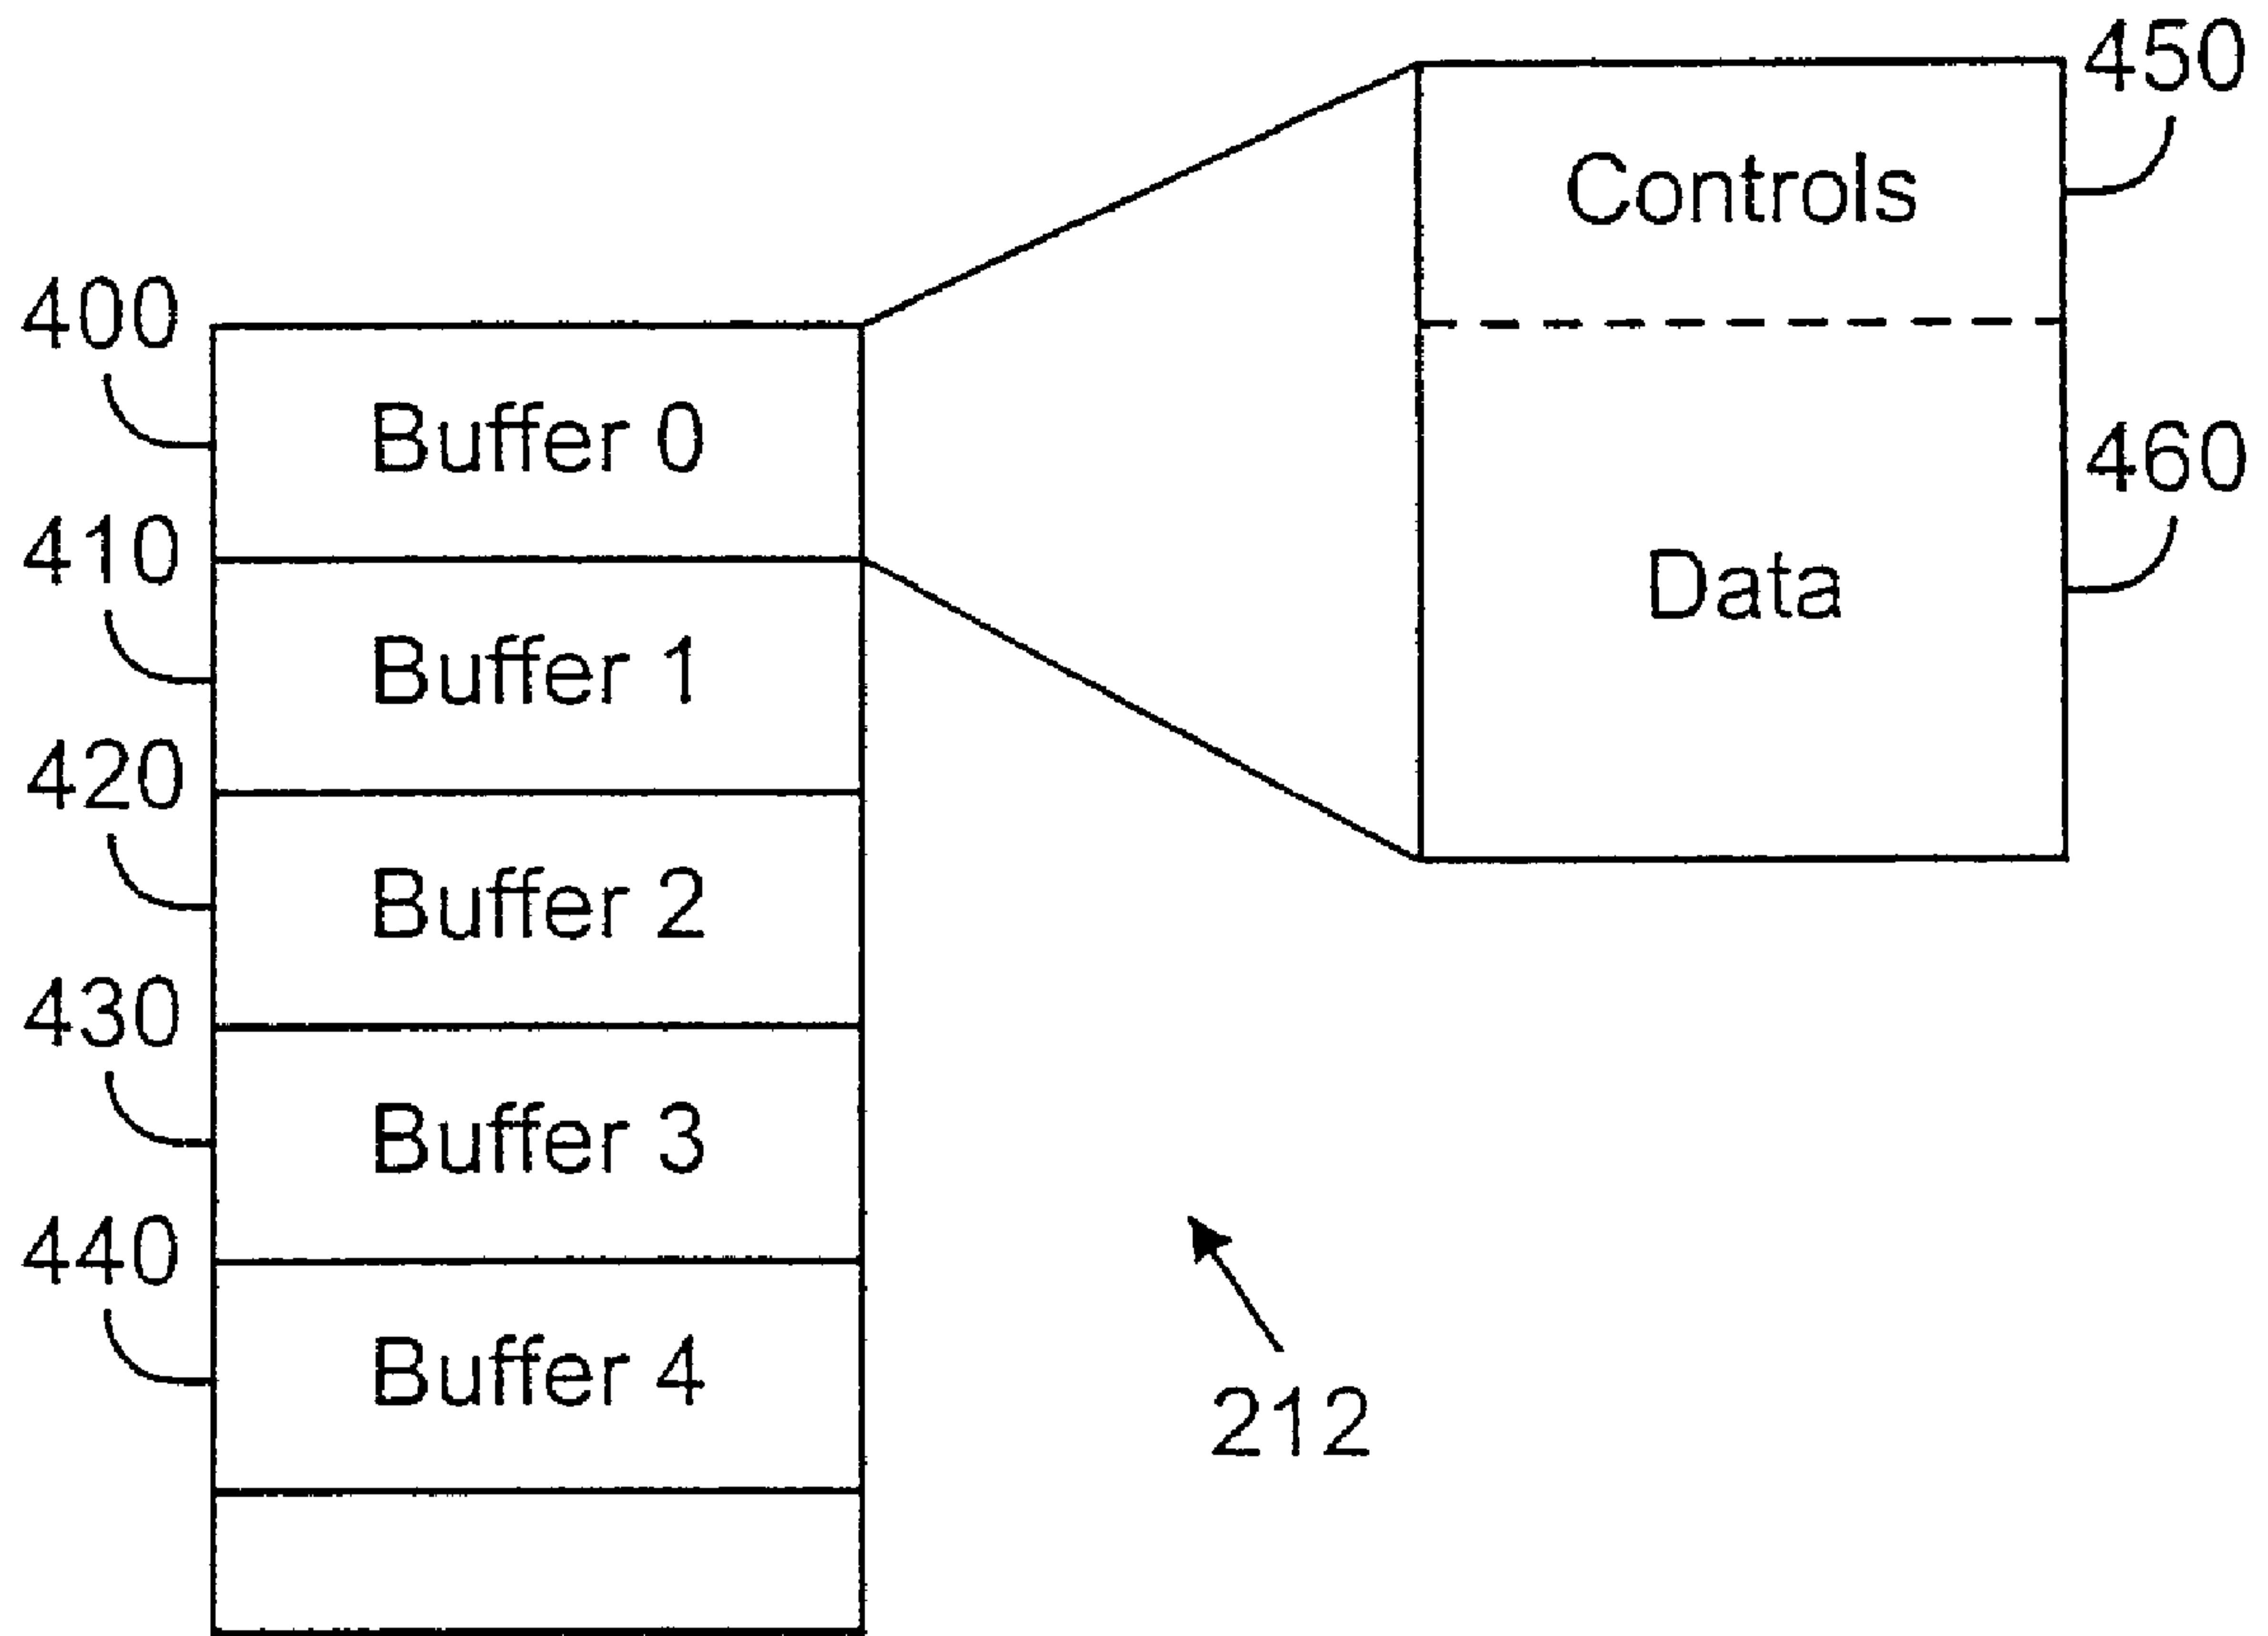 450
Controls
400
Buffer 0
460
410
Data
Buffer 1
420
Buffer 2
430
Buffer 3
440
Buffer 4
212